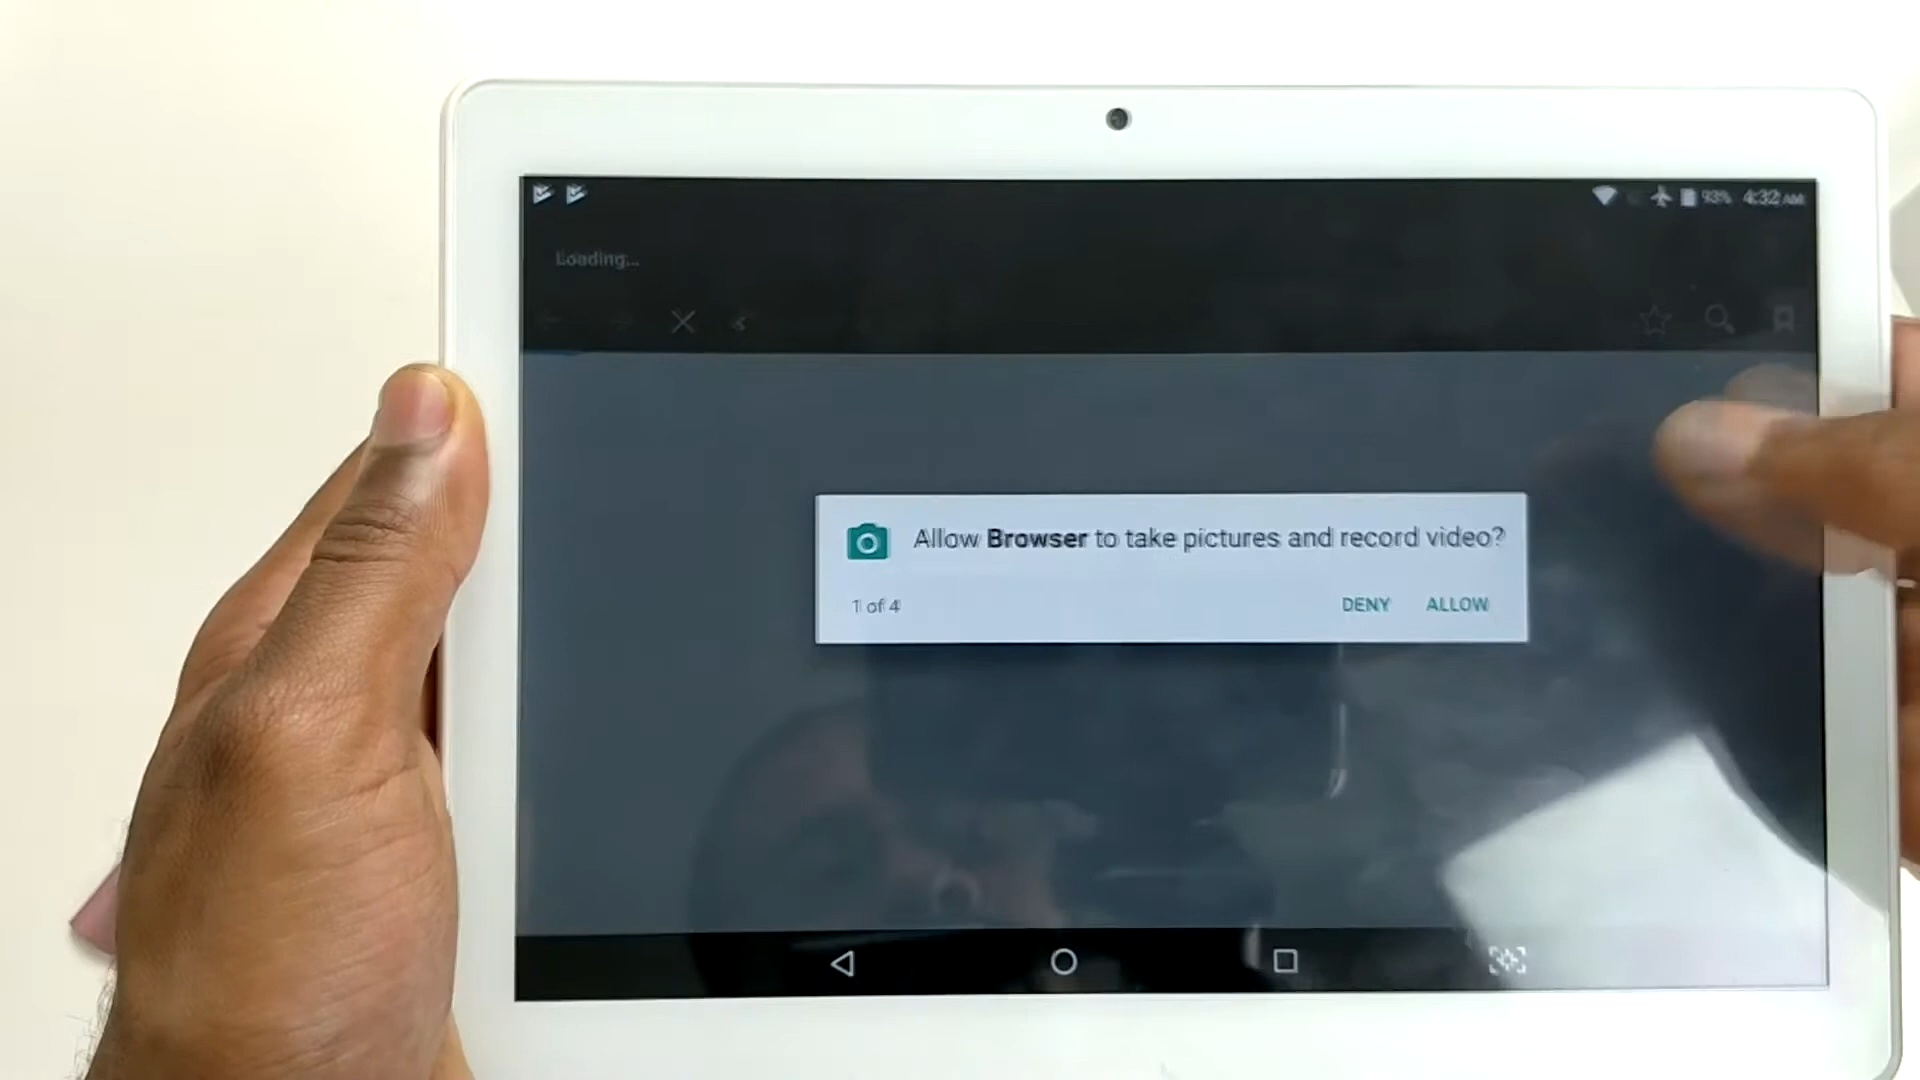 93% 4:32 AM
Loading...
Allow Browser to take pictures and record video?
1 of 4 DENY ALLOW